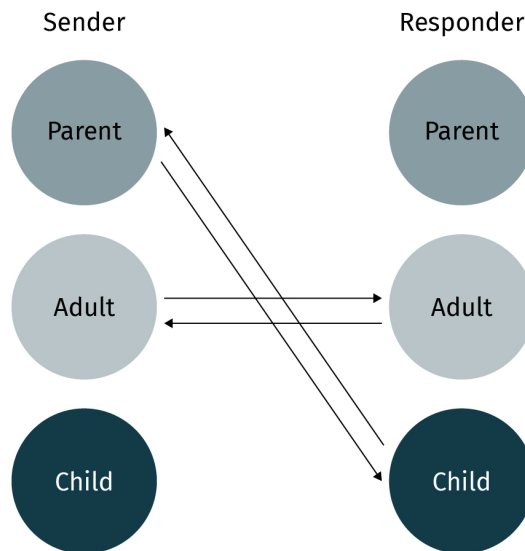 Sender Responder
Parent Parent
Adult Adult
Child Child